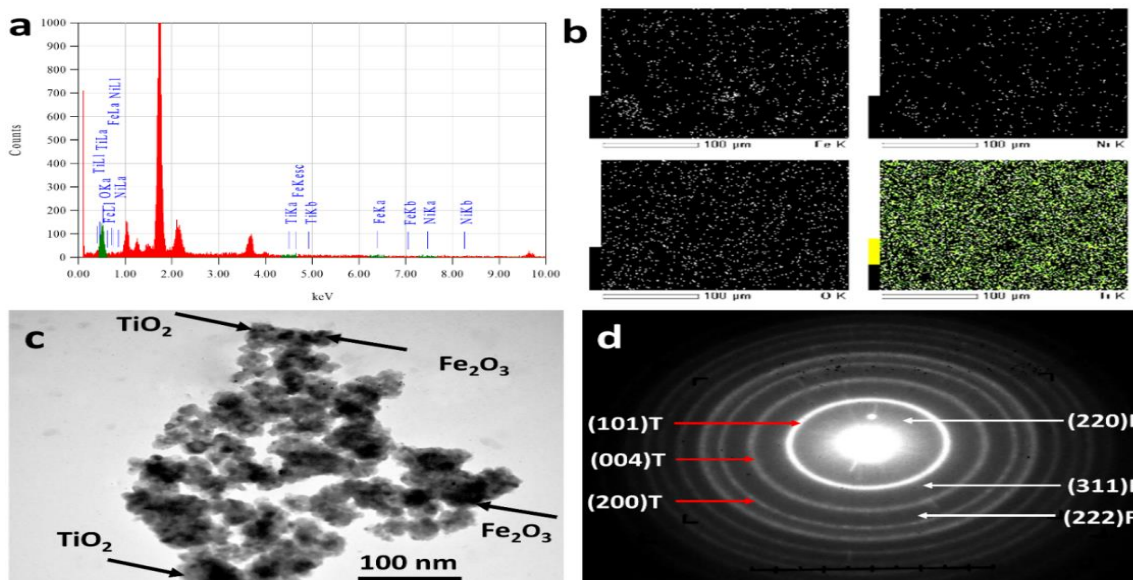 a
1000
900
800
700
600
500
400
300
200
100
0
Counts
TiLl TiLa
FeLa NiLl
OKa
FeLl
NiLa
TiKa FeKesc
TiKb
FeKa
FeKb
NiKa
NiKb
0.00 1.00 2.00 3.00 4.00 5.00 6.00 7.00 8.00 9.00 10.00
keV
b
100 μm Fe K
100 μm Ni K
100 μm O K
100 μm Ti K
c
TiO2
Fe2O3
Fe2O3
TiO2
100 nm
d
(101)T
(004)T
(200)T
(220)
(311)
(222)F